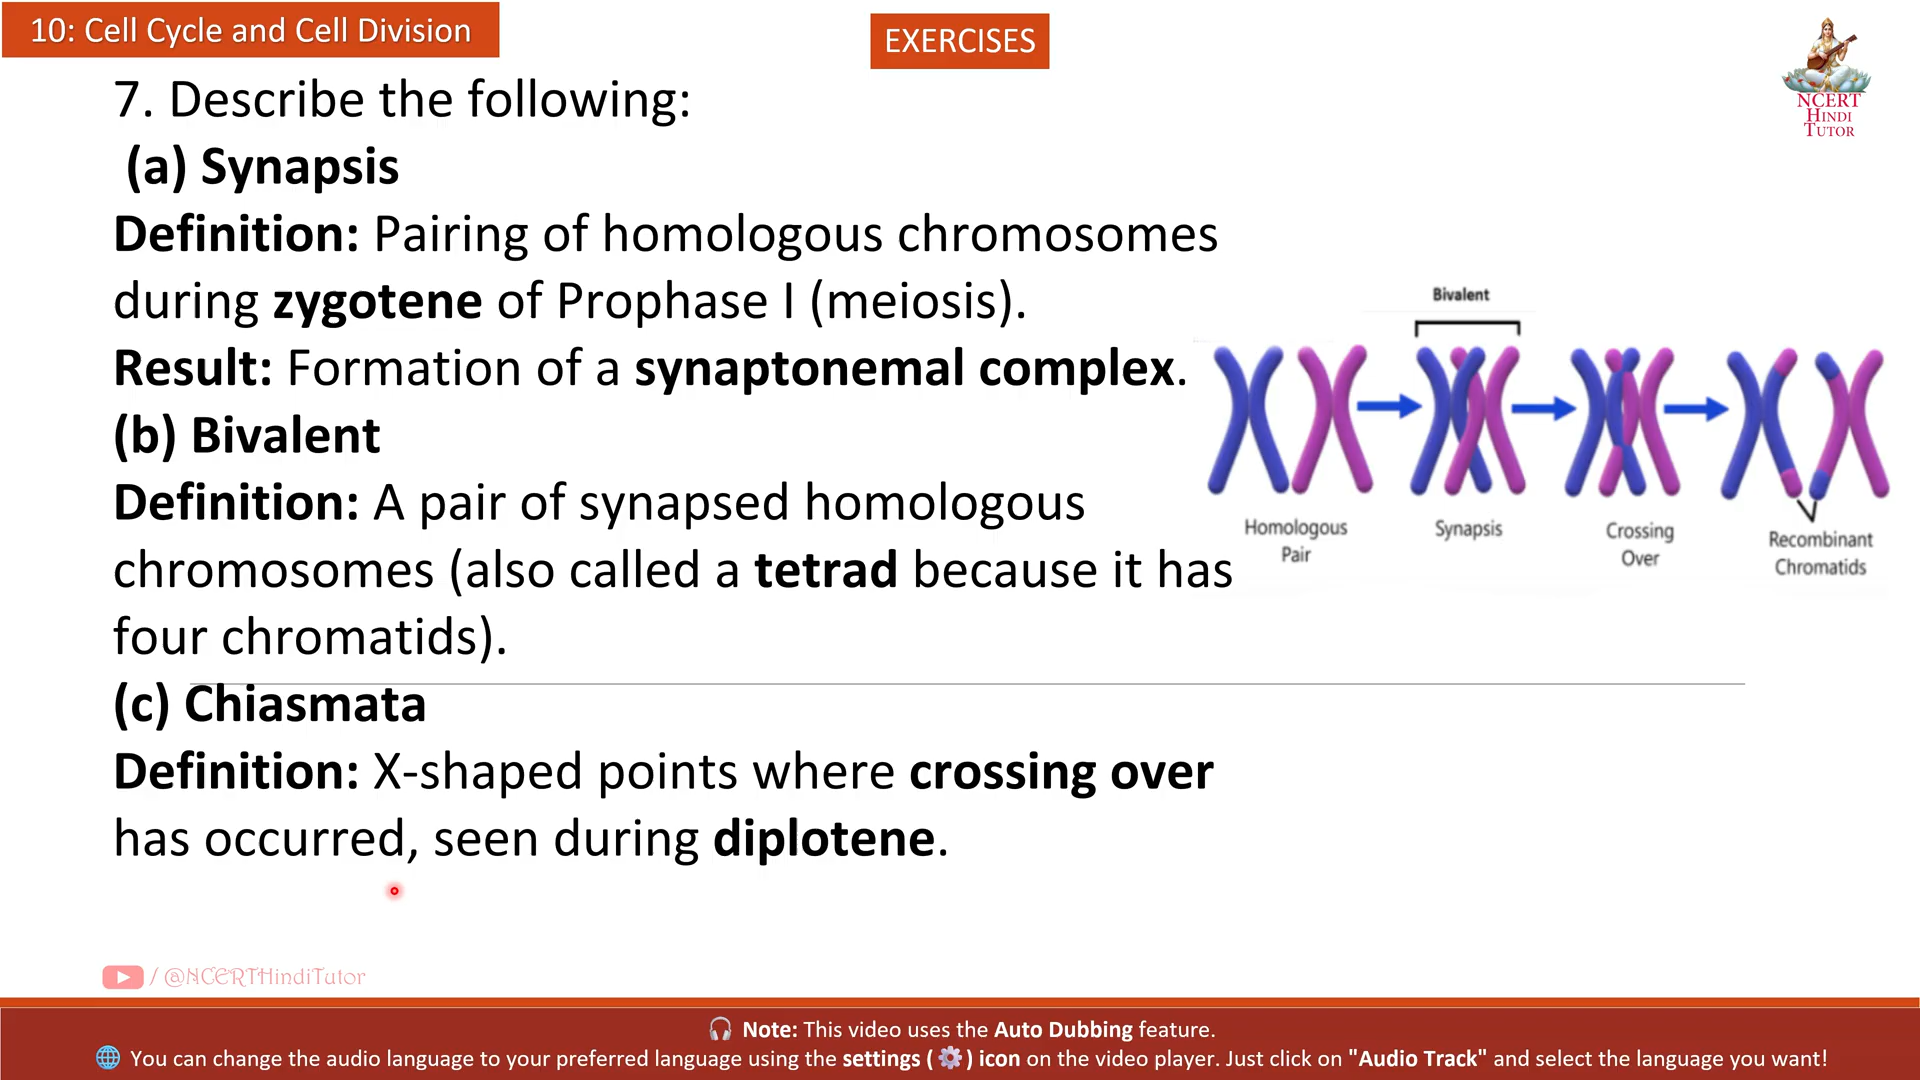 10: Cell Cycle and Cell Division
EXERCISES
NCERT
HINDI
TUTOR
7. Describe the following:
(a) Synapsis
Definition: Pairing of homologous chromosomes
during zygotene of Prophase I (meiosis).
Result: Formation of a synaptonemal complex.
(b) Bivalent
Definition: A pair of synapsed homologous
chromosomes (also called a tetrad because it has
four chromatids).
(c) Chiasmata
Definition: X-shaped points where crossing over
has occurred, seen during diplotene.
Bivalent
Homologous
Pair
Synapsis
Crossing
Over
Recombinant
Chromatids
/ @NCERTHindiTutor
Note: This video uses the Auto Dubbing feature.
You can change the audio language to your preferred language using the settings ( ) icon on the video player. Just click on "Audio Track" and select the language you want!